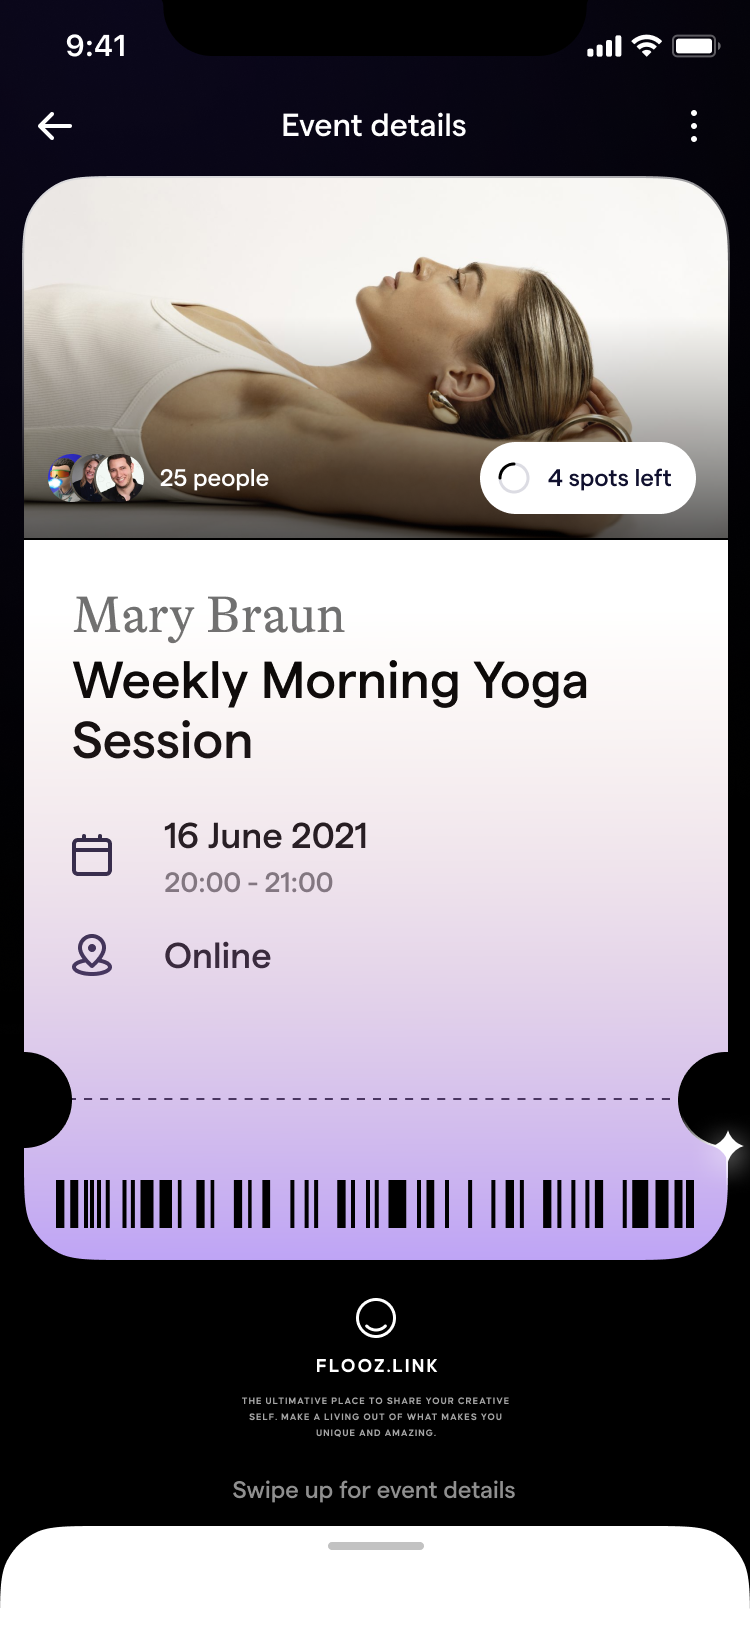 9:41
Event details
25 people
4 spots left
Mary Braun
Weekly Morning Yoga
Session
16 June 2021
20:00 - 21:00
Online
FLOOZ.LINK
THE ULTIMATIVE PLACE TO SHARE YOUR CREATIVE
SELF. MAKE A LIVING OUT OF WHAT MAKES YOU
UNIQUE AND AMAZING.
Swipe up for event details